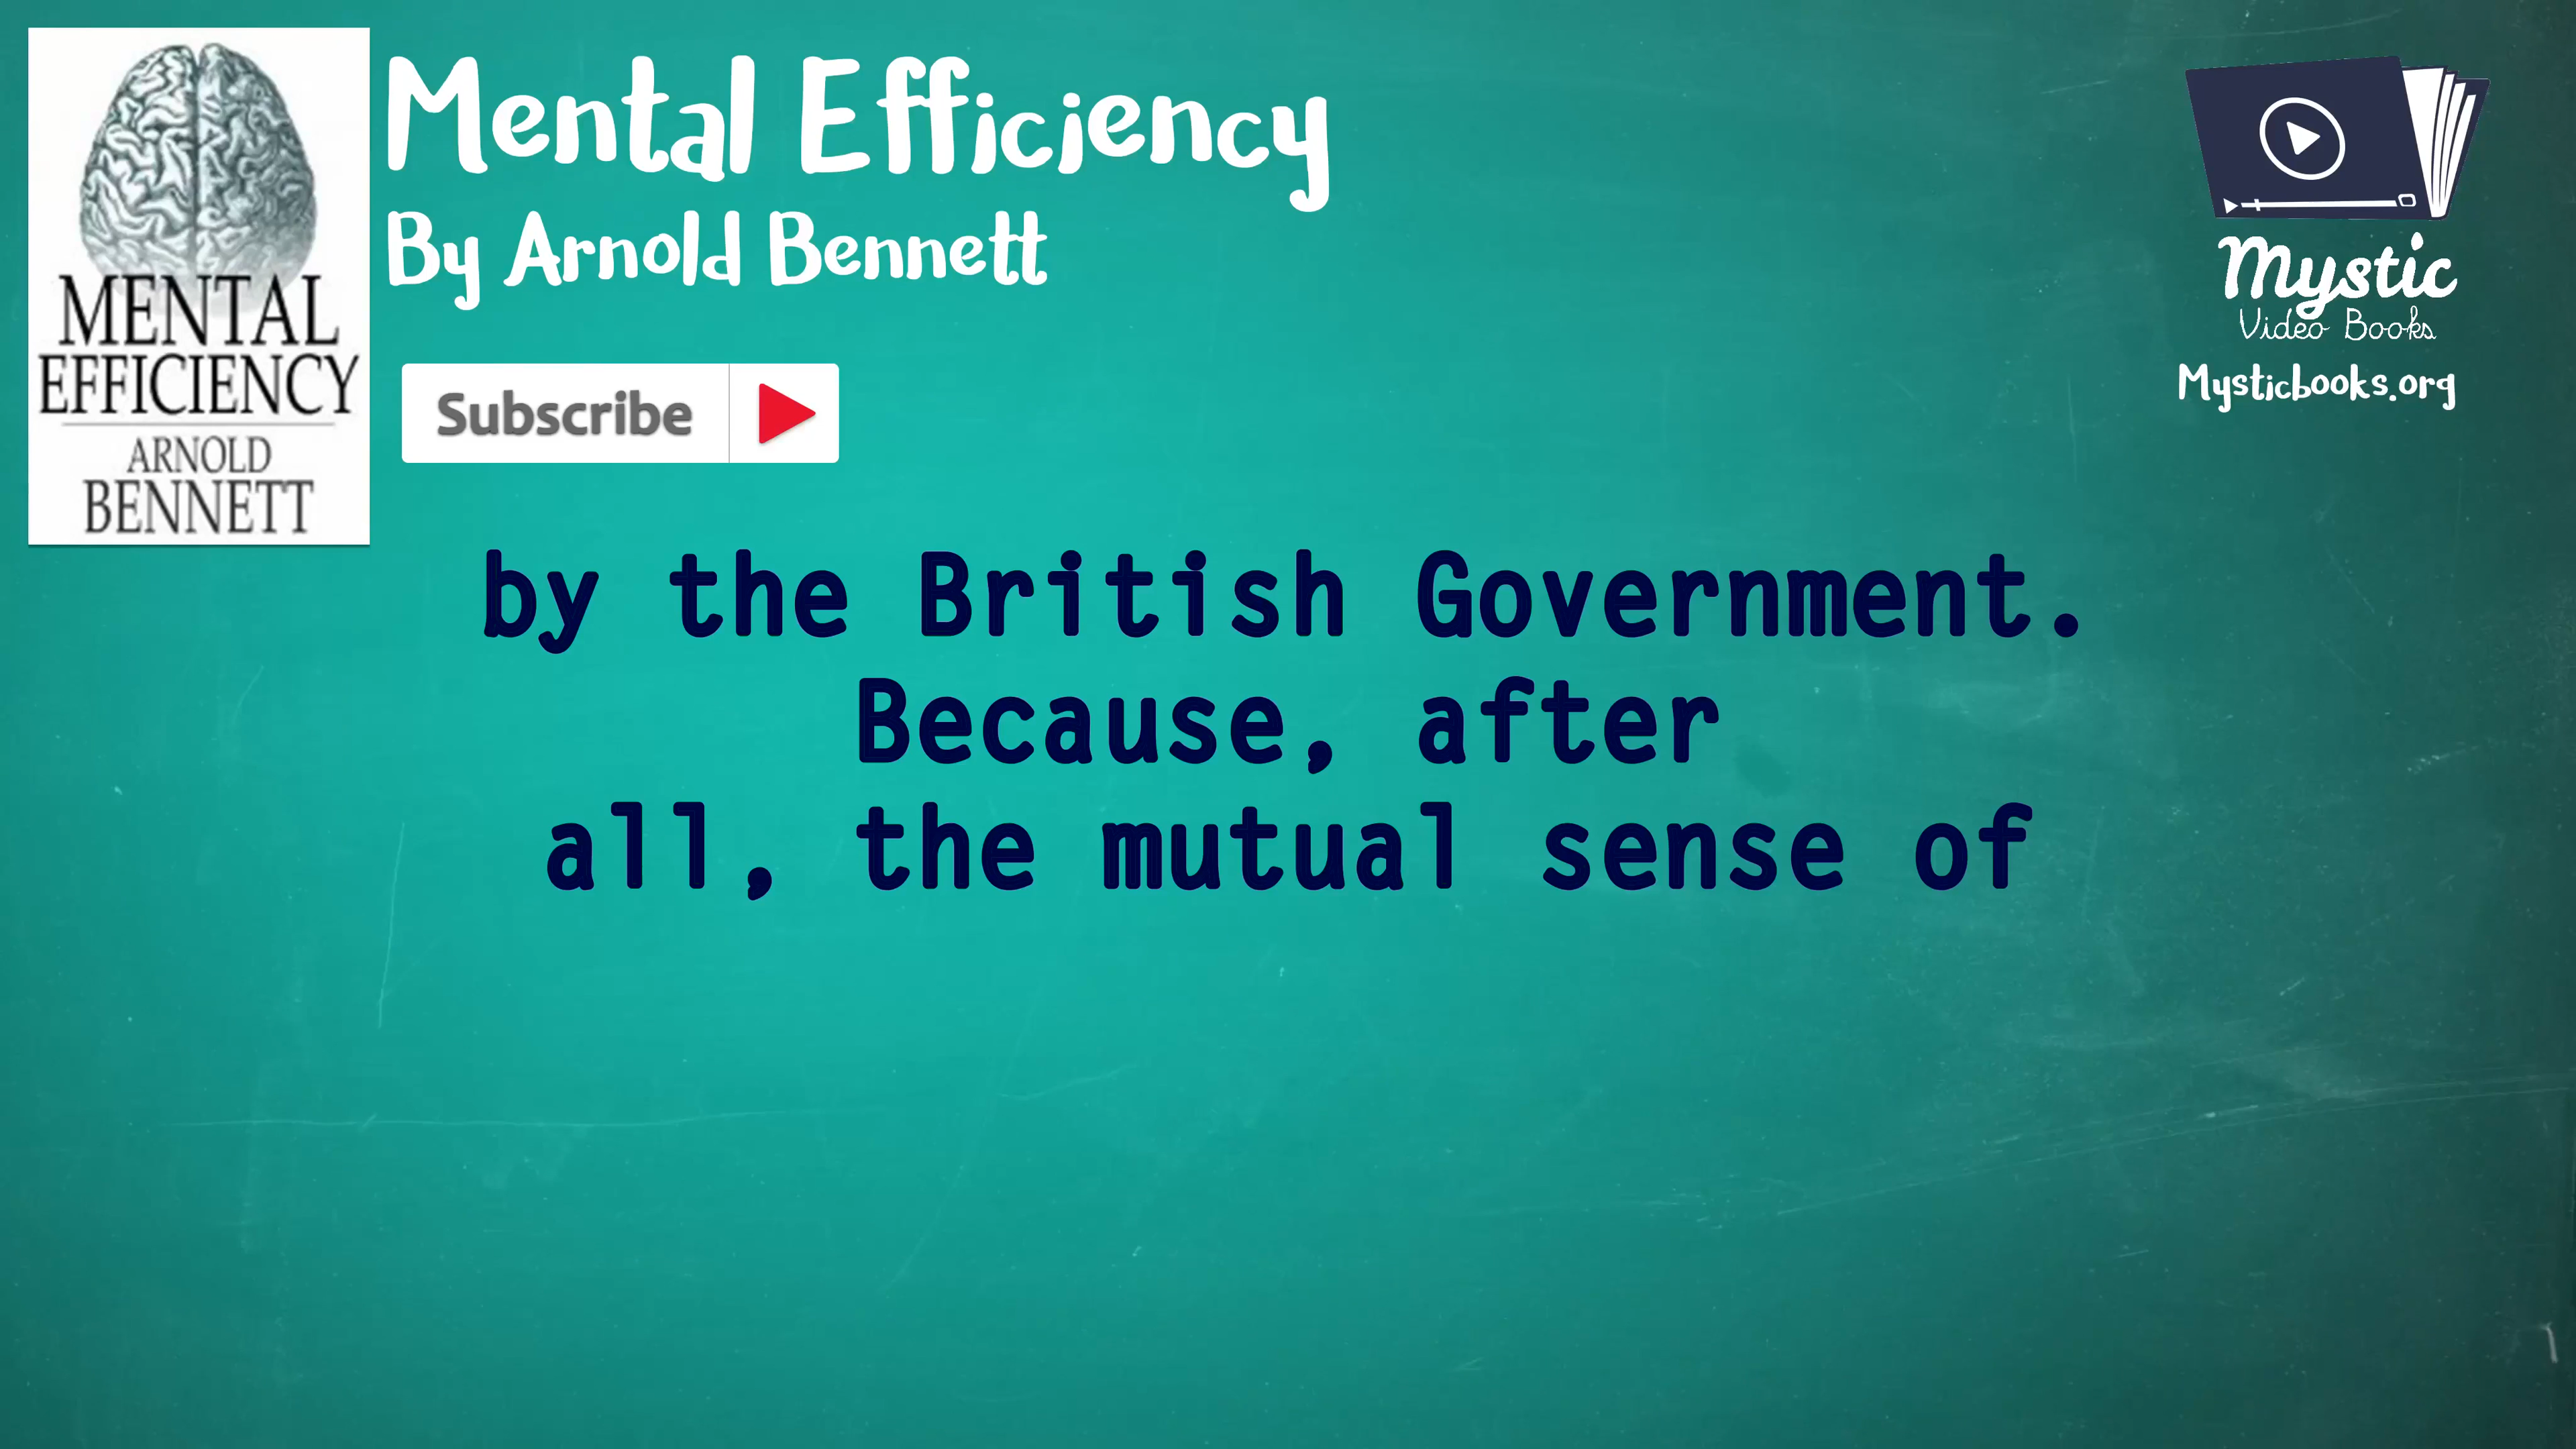 MENTAL
EFFICIENCY
ARNOLD
BENNETT
Mental Efficiency
By Arnold Bennett
Subscribe
Mystic
Video Books
Mysticbooks.org
by the British Government.
Because, after
all, the mutual sense of